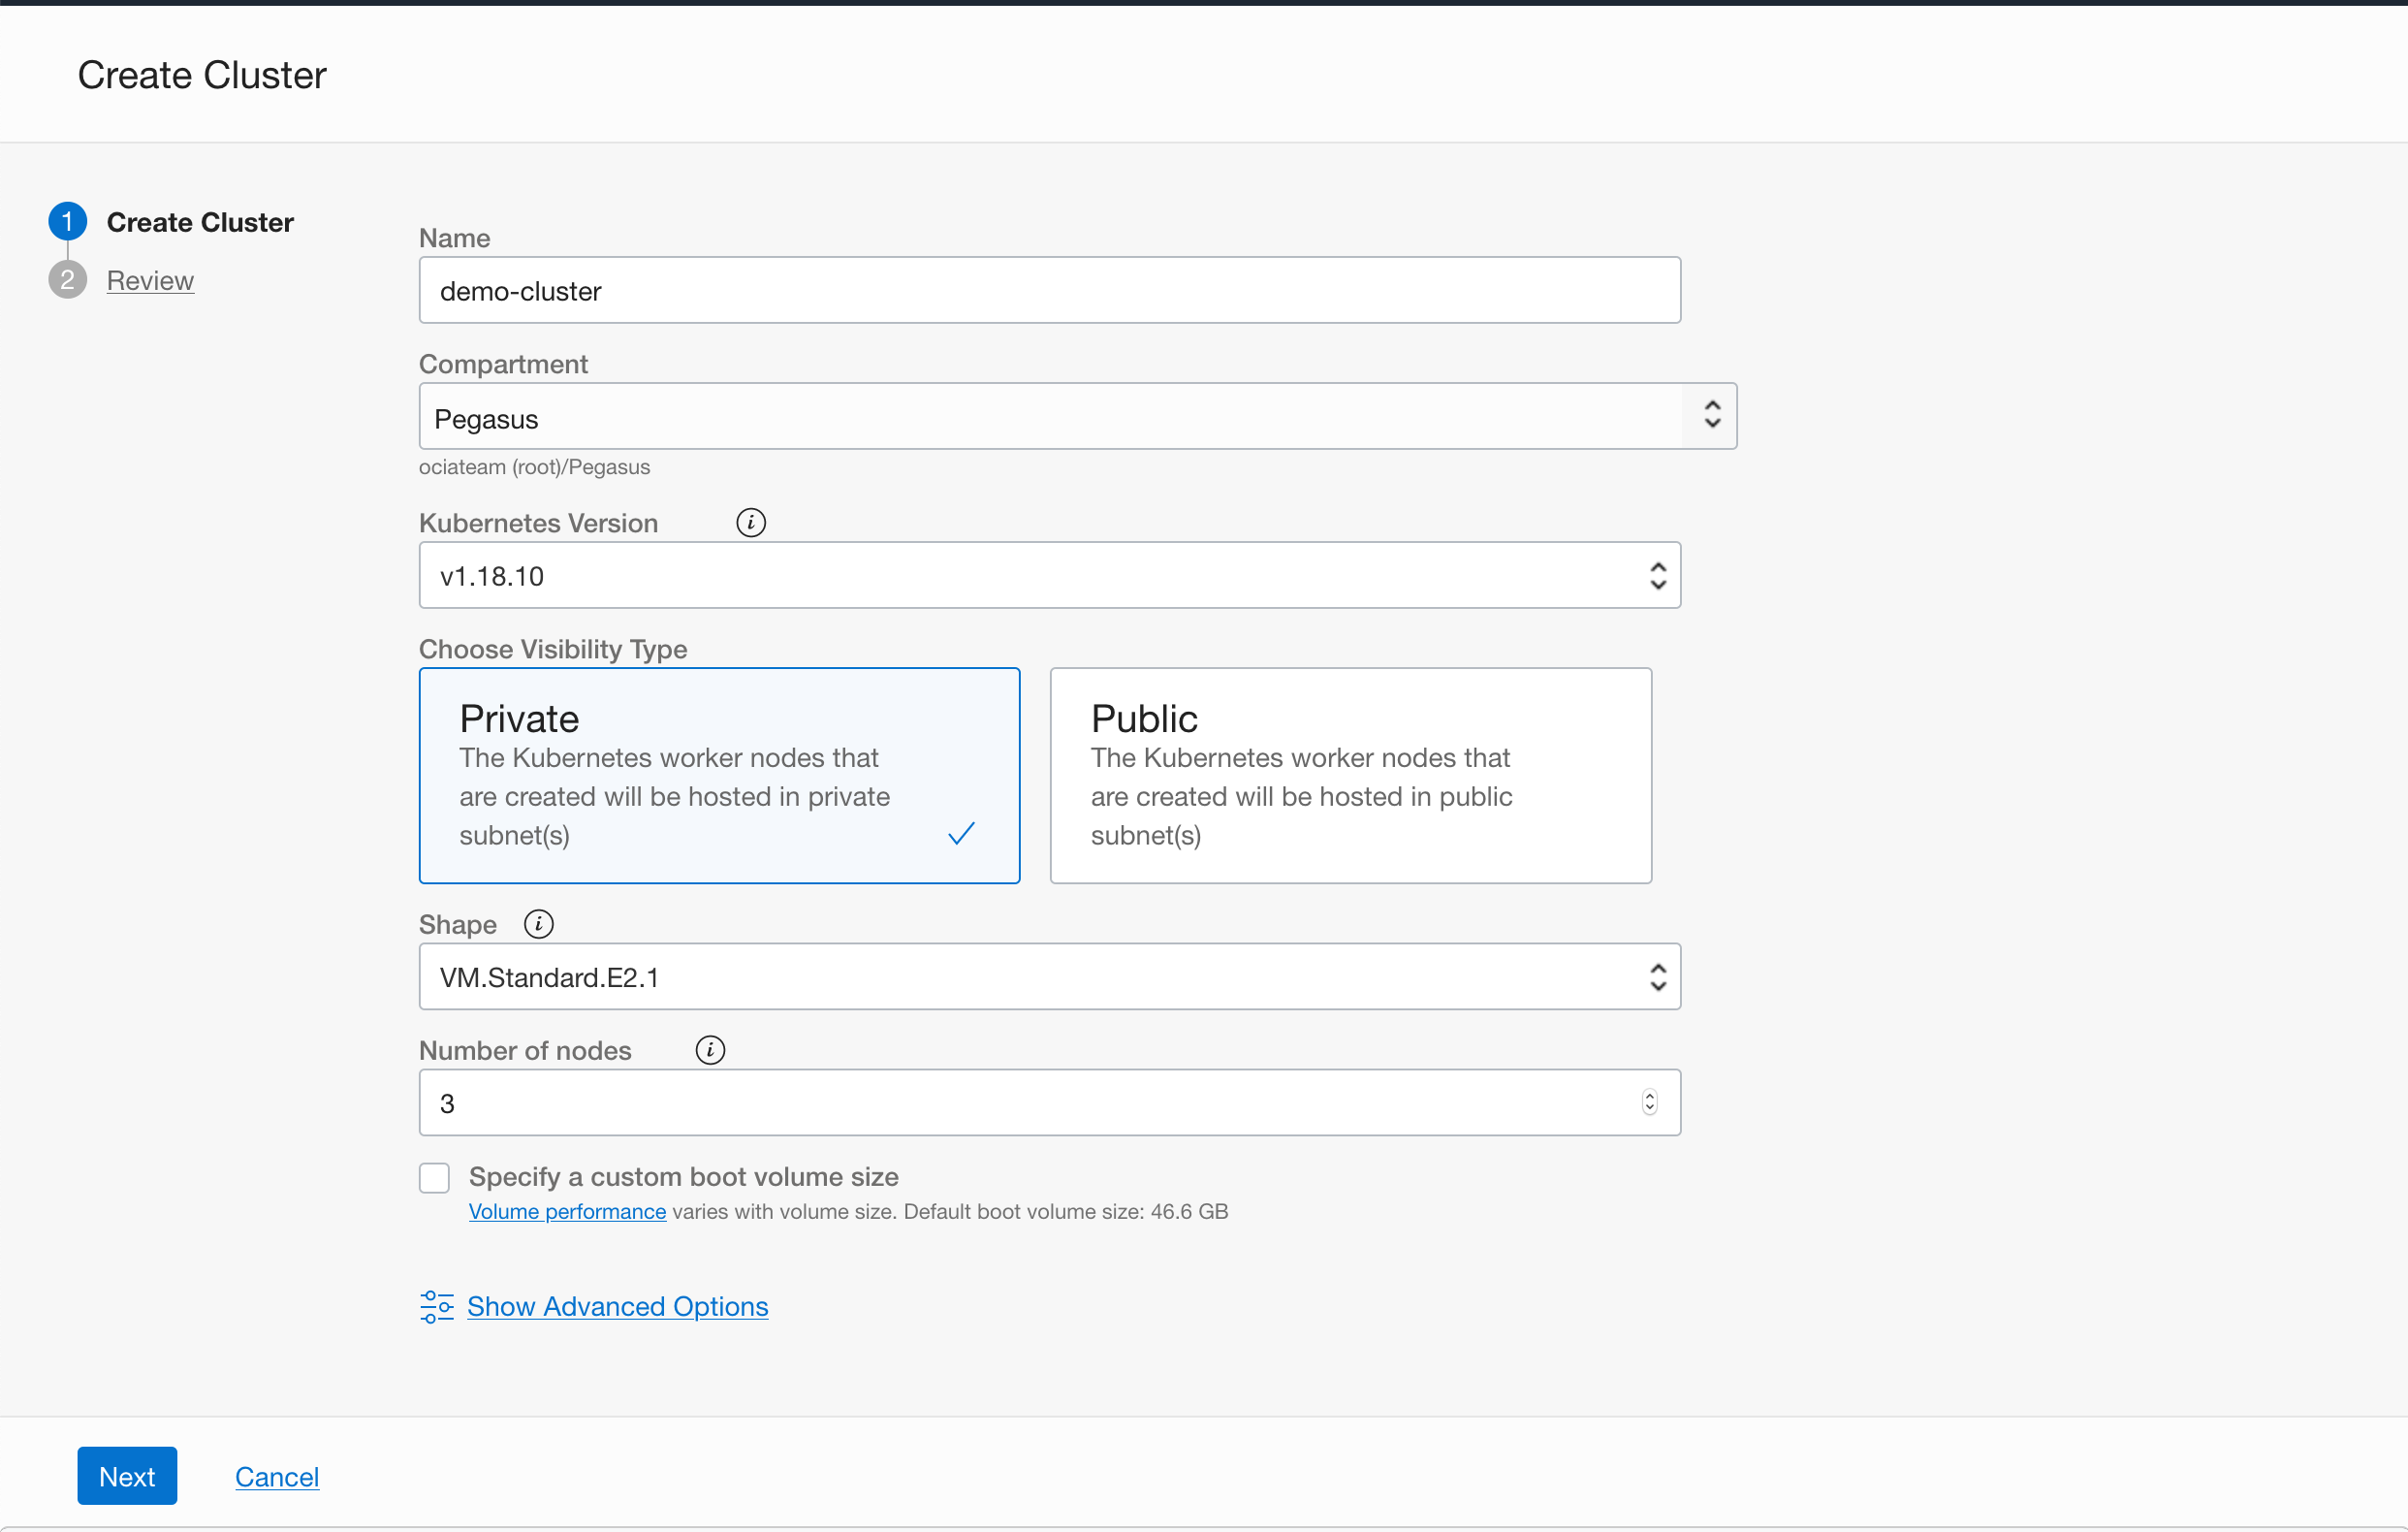 Create Cluster
1 Create Cluster
2 Review
Name
demo-cluster
Compartment
Pegasus
ociateam (root)/Pegasus
Kubernetes Version i
v1.18.10
Choose Visibility Type
Private
The Kubernetes worker nodes that
are created will be hosted in private
subnet(s)
Public
The Kubernetes worker nodes that
are created will be hosted in public
subnet(s)
Shape i
VM.Standard.E2.1
Number of nodes i
3
Specify a custom boot volume size
Volume performance varies with volume size. Default boot volume size: 46.6 GB
Show Advanced Options
Next Cancel